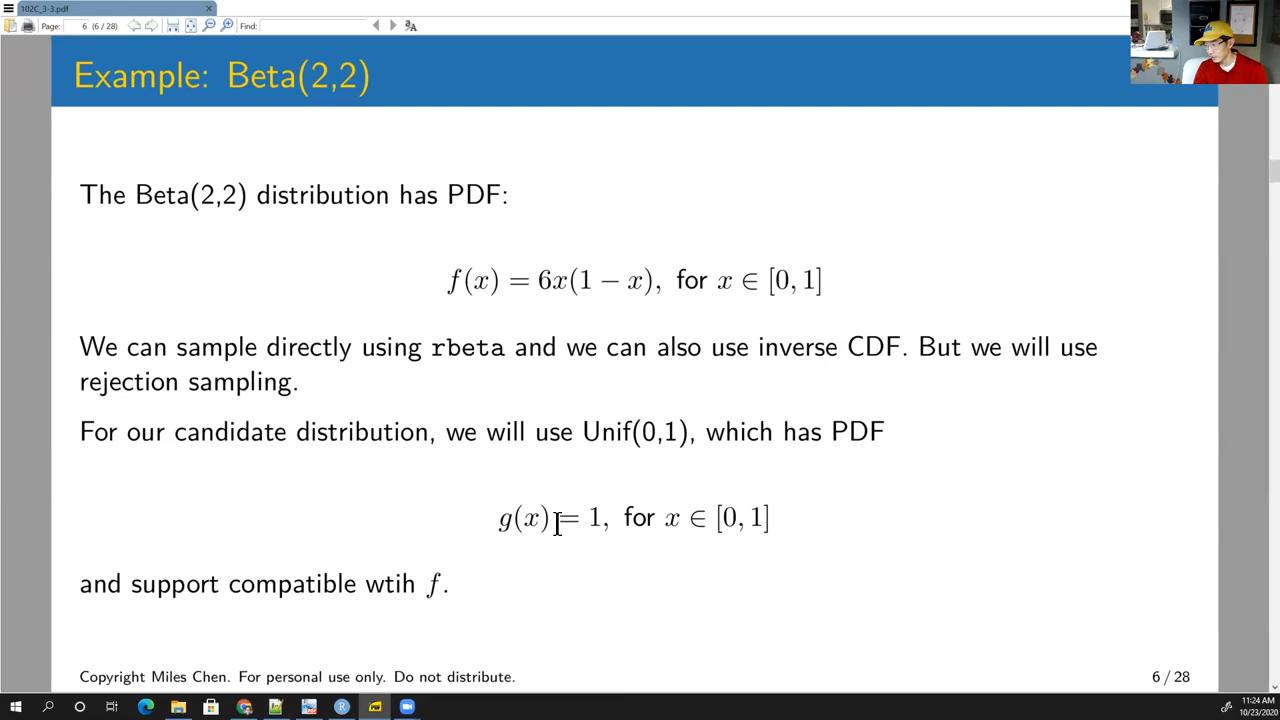 102C_3-3.pdf
Page: 6 (6 / 28) Find:
Example: Beta(2,2)
The Beta(2,2) distribution has PDF:
f(x) = 6x(1 − x), for x ∈ [0, 1]
We can sample directly using rbeta and we can also use inverse CDF. But we will use
rejection sampling.
For our candidate distribution, we will use Unif(0,1), which has PDF
g(x) = 1, for x ∈ [0, 1]
and support compatible wtih f.
Copyright Miles Chen. For personal use only. Do not distribute.
6 / 28
11:24 AM
10/23/2020